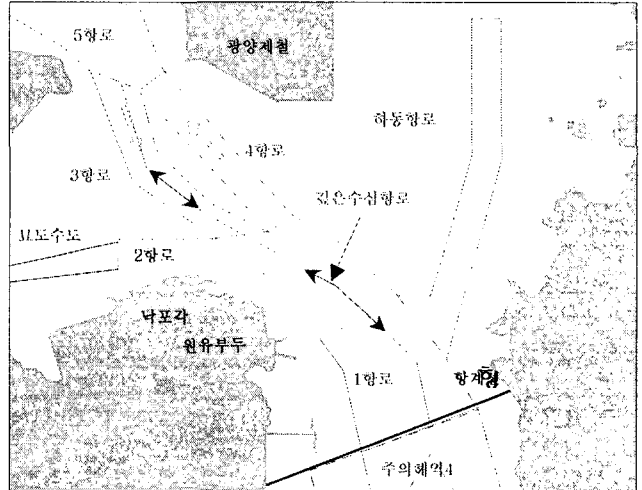 5항로
광양제철
하동항로
4항로
3항로
깊은수심항로
묘도수도
2항로
낙포각
원유부두
1항로
항계
주의해역4